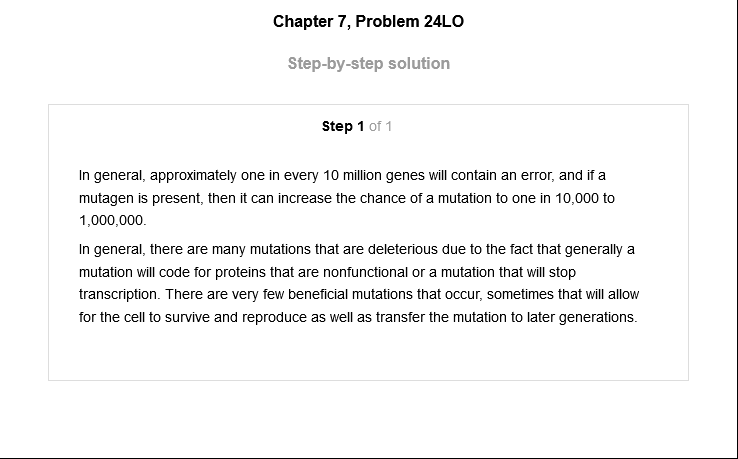 Chapter 7, Problem 24LO
Step-by-step solution
Step 1 of 1
In general, approximately one in every 10 million genes will contain an error, and if a
mutagen is present, then it can increase the chance of a mutation to one in 10,000 to
1,000,000.
In general, there are many mutations that are deleterious due to the fact that generally a
mutation will code for proteins that are nonfunctional or a mutation that will stop
transcription. There are very few beneficial mutations that occur, sometimes that will allow
for the cell to survive and reproduce as well as transfer the mutation to later generations.